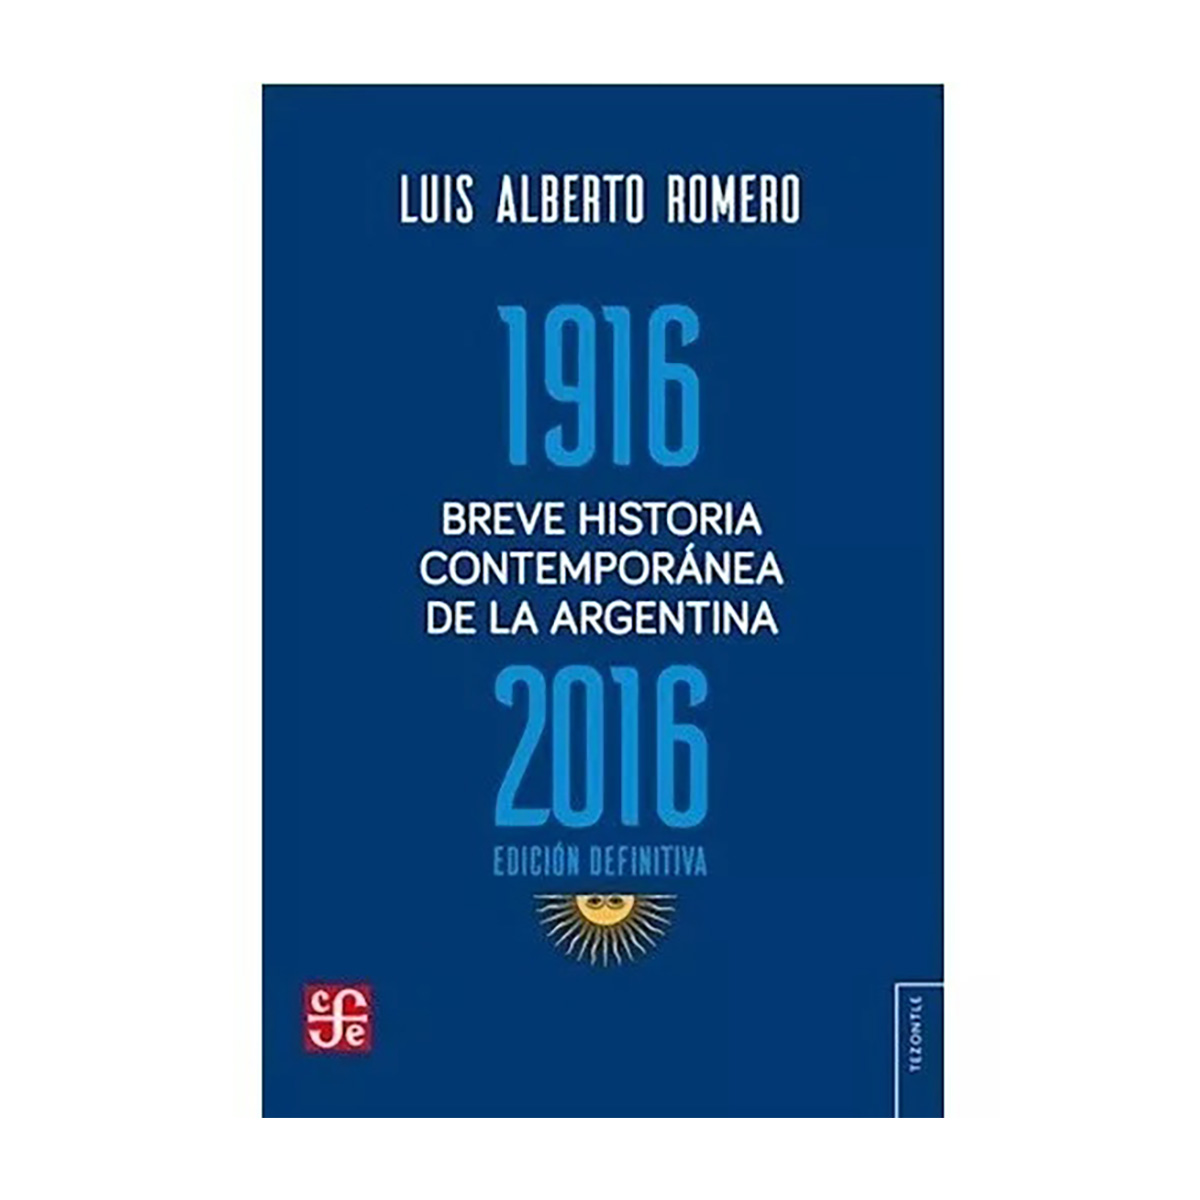 LUIS ALBERTO ROMERO
1916
BREVE HISTORIA
CONTEMPORÁNEA
DE LA ARGENTINA
2016
EDICIÓN DEFINITIVA
cfe
TEZONTLE